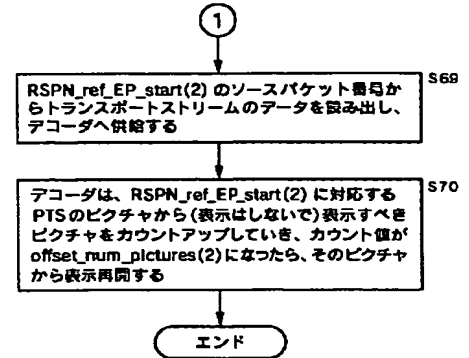 1
RSPN_ref_EP_start(2) のソースパケット番号か
らトランスポートストリームのデータを読み出し、
デコーダへ供給する
S69
デコーダは、RSPN_ref_EP_start(2) に対応する
PTSのピクチャから(表示はしないで)表示すべき
ピクチャをカウントアップしていき、カウント値が
offset_num_pictures(2)になったら、そのピクチャ
から表示再開する
S70
エンド